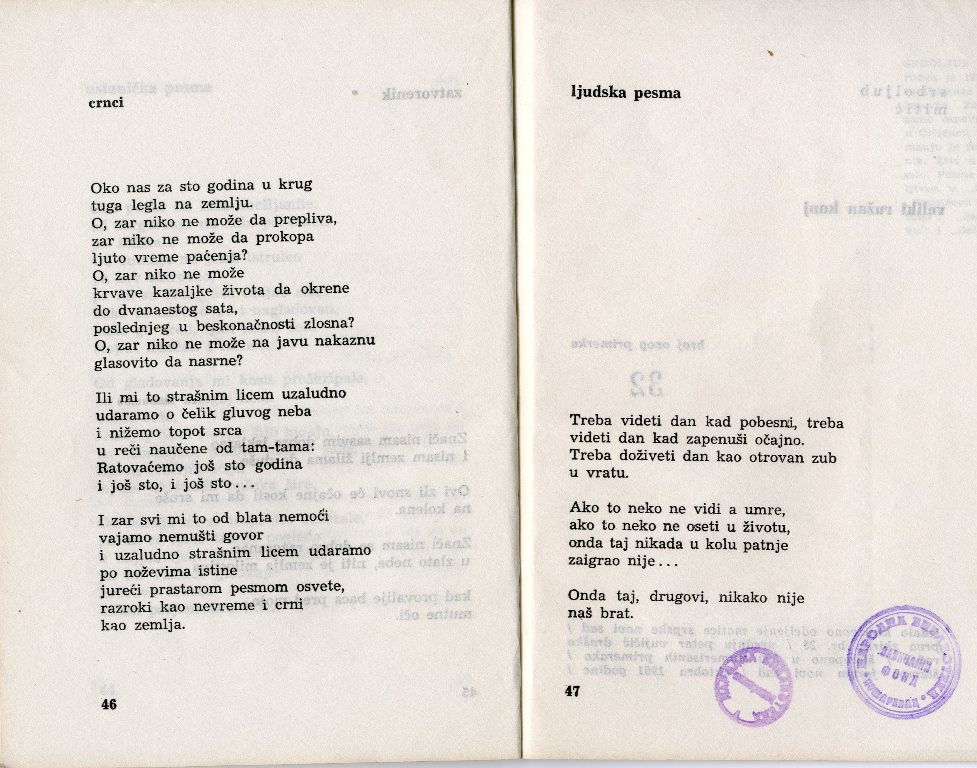 crnci
Oko nas za sto godina u krug
tuga legla na zemlju.
O, zar niko ne može da prepliva,
zar niko ne može da prokopa
ljuto vreme paćenja?
O, zar niko ne može
krvave kazaljke života da okrene
do dvanaestog sata,
poslednjeg u beskonačnosti zlosna?
O, zar niko ne može na javu nakaznu
glasovito da nasrne?
Ili mi to strašnim licem uzaludno
udaramo o čelik gluvog neba
i nižemo topot srca
u reči naučene od tam-tama:
Ratovaćemo još sto godina
i još sto, i još sto...
I zar svi mi to od blata nemoći
vajamo nemušti govor
i uzaludno strašnim licem udaramo
po noževima istine
jureći prastarom pesmom osvete,
razroki kao nevreme i crni
kao zemlja.
46
ljudska pesma
Treba videti dan kad pobesni, treba
videti dan kad zapenuši očajno.
Treba doživeti dan kao otrovan zub
u vratu.
Ako to neko ne vidi a umre,
ako to neko ne oseti u životu,
onda taj nikada u kolu patnje
zaigrao nije...
Onda taj, drugovi, nikako nije
naš brat.
47
ФОНД